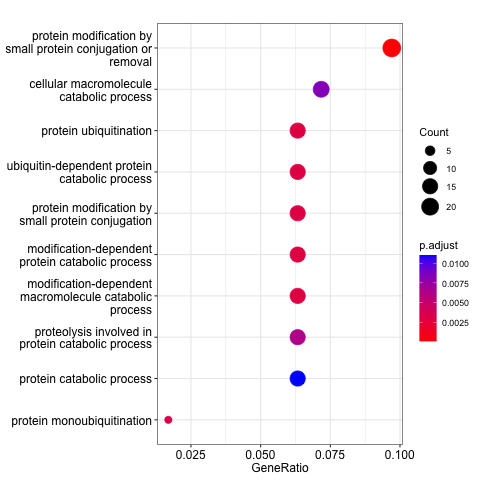 protein modification by
small protein conjugation or
removal
cellular macromolecule
catabolic process
protein ubiquitination
ubiquitin-dependent protein
catabolic process
protein modification by
small protein conjugation
modification-dependent
protein catabolic process
modification-dependent
macromolecule catabolic
process
proteolysis involved in
protein catabolic process
protein catabolic process
protein monoubiquitination
0.025
0.050
0.075
0.100
GeneRatio
Count
5
10
15
20
p.adjust
0.0100
0.0075
0.0050
0.0025